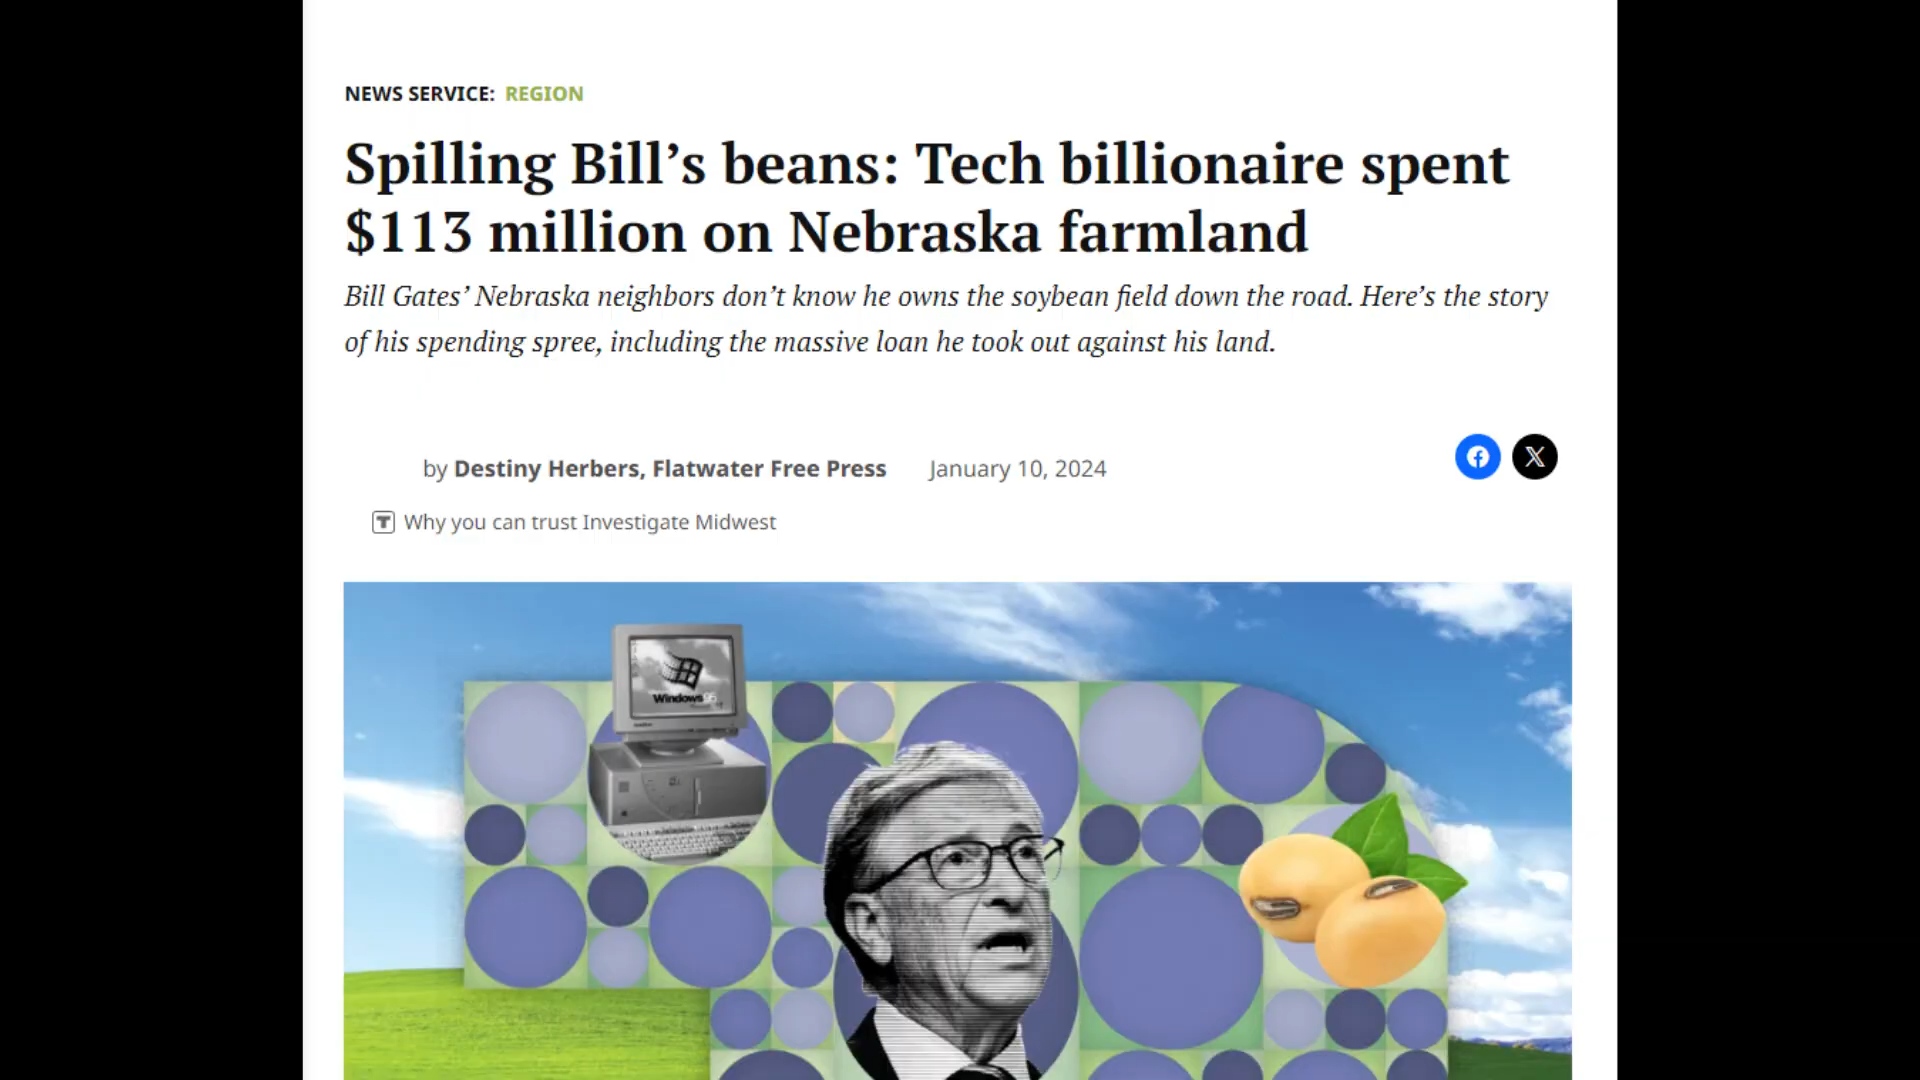 NEWS SERVICE: REGION
Spilling Bill’s beans: Tech billionaire spent
$113 million on Nebraska farmland
Bill Gates’ Nebraska neighbors don’t know he owns the soybean field down the road. Here’s the story
of his spending spree, including the massive loan he took out against his land.
by Destiny Herbers, Flatwater Free Press January 10, 2024
T Why you can trust Investigate Midwest
Windows 95